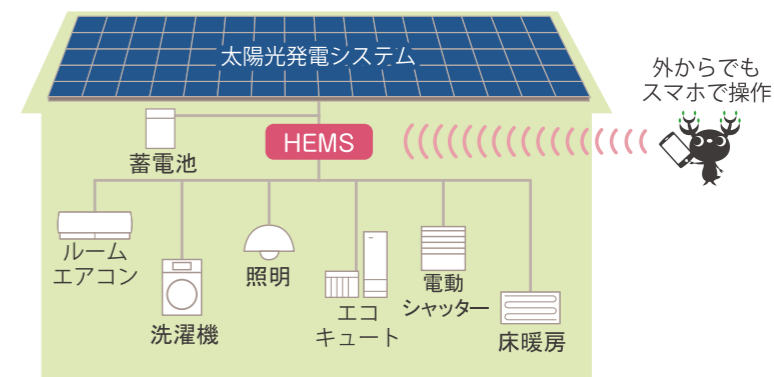 太陽光発電システム
外からでも
スマホで操作
HEMS
蓄電池
ルーム
エアコン
洗濯機
照明
エコ
キュート
電動
シャッター
床暖房